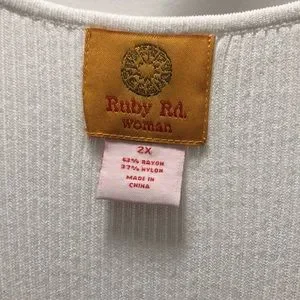 Ruby Rd.
woman
2X
63% RAYON
37% NYLON
MADE IN
CHINA